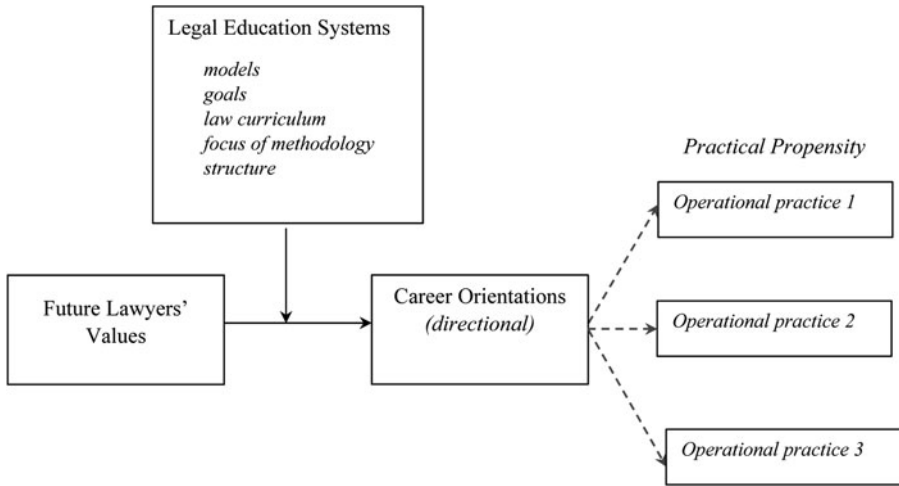 Legal Education Systems
models
goals
law curriculum
focus of methodology
structure
Practical Propensity
Operational practice 1
Future Lawyers’
Values
Career Orientations
(directional)
Operational practice 2
Operational practice 3